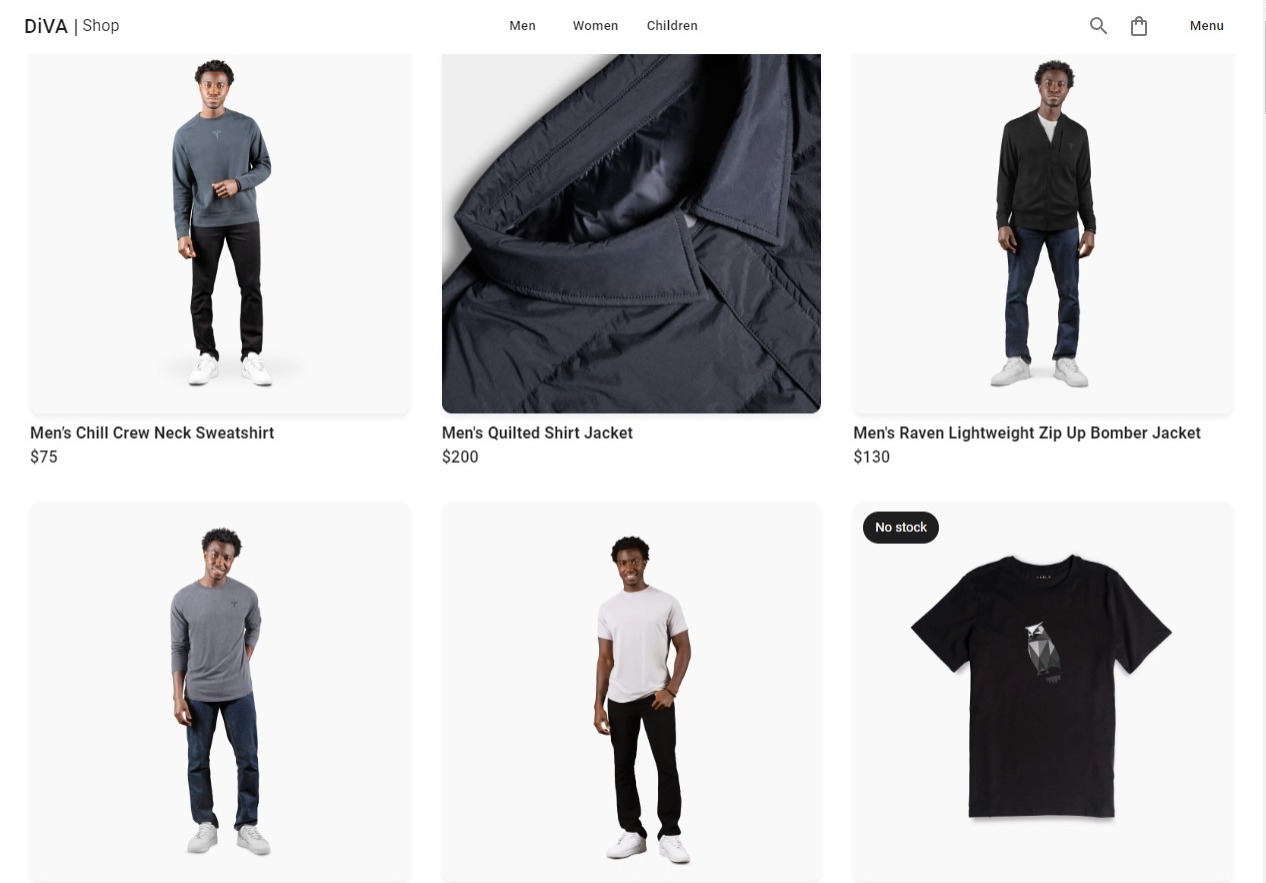 DiVA | Shop
Men
Women
Children
Menu
Men’s Chill Crew Neck Sweatshirt
$75
Men's Quilted Shirt Jacket
$200
Men's Raven Lightweight Zip Up Bomber Jacket
$130
No stock